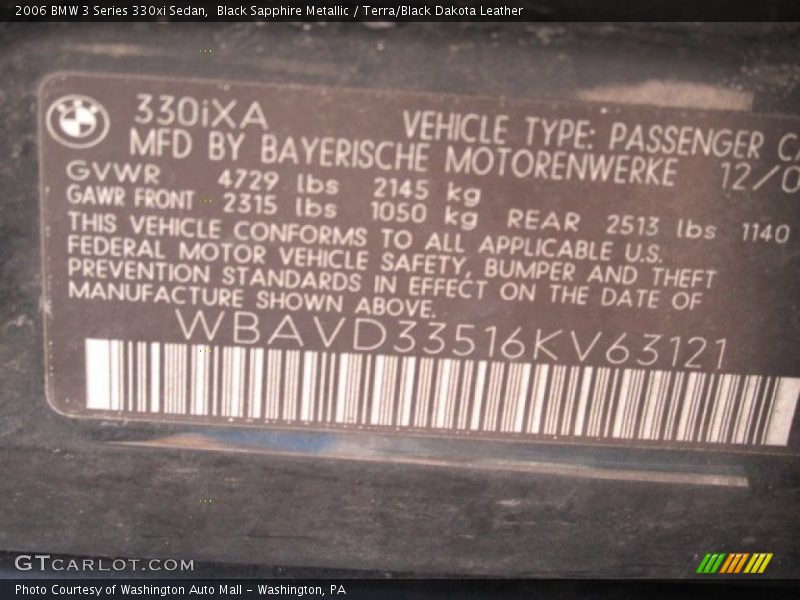 2006 BMW 3 Series 330xi Sedan,  Black Sapphire Metallic / Terra/Black Dakota Leather
330iXA
VEHICLE TYPE: PASSENGER
MFD BY BAYERISCHE MOTORENWERKE 12/0
GVWR 4729 lbs 2145 kg
GAWR FRONT 2315 lbs 1050 kg REAR 2513 lbs 1140
THIS VEHICLE CONFORMS TO ALL APPLICABLE U.S.
FEDERAL MOTOR VEHICLE SAFETY, BUMPER AND THEFT
PREVENTION STANDARDS IN EFFECT ON THE DATE OF
MANUFACTURE SHOWN ABOVE.
WBAVD33516KV63121
GTCARLOT.COM
Photo Courtesy of Washington Auto Mall - Washington, PA